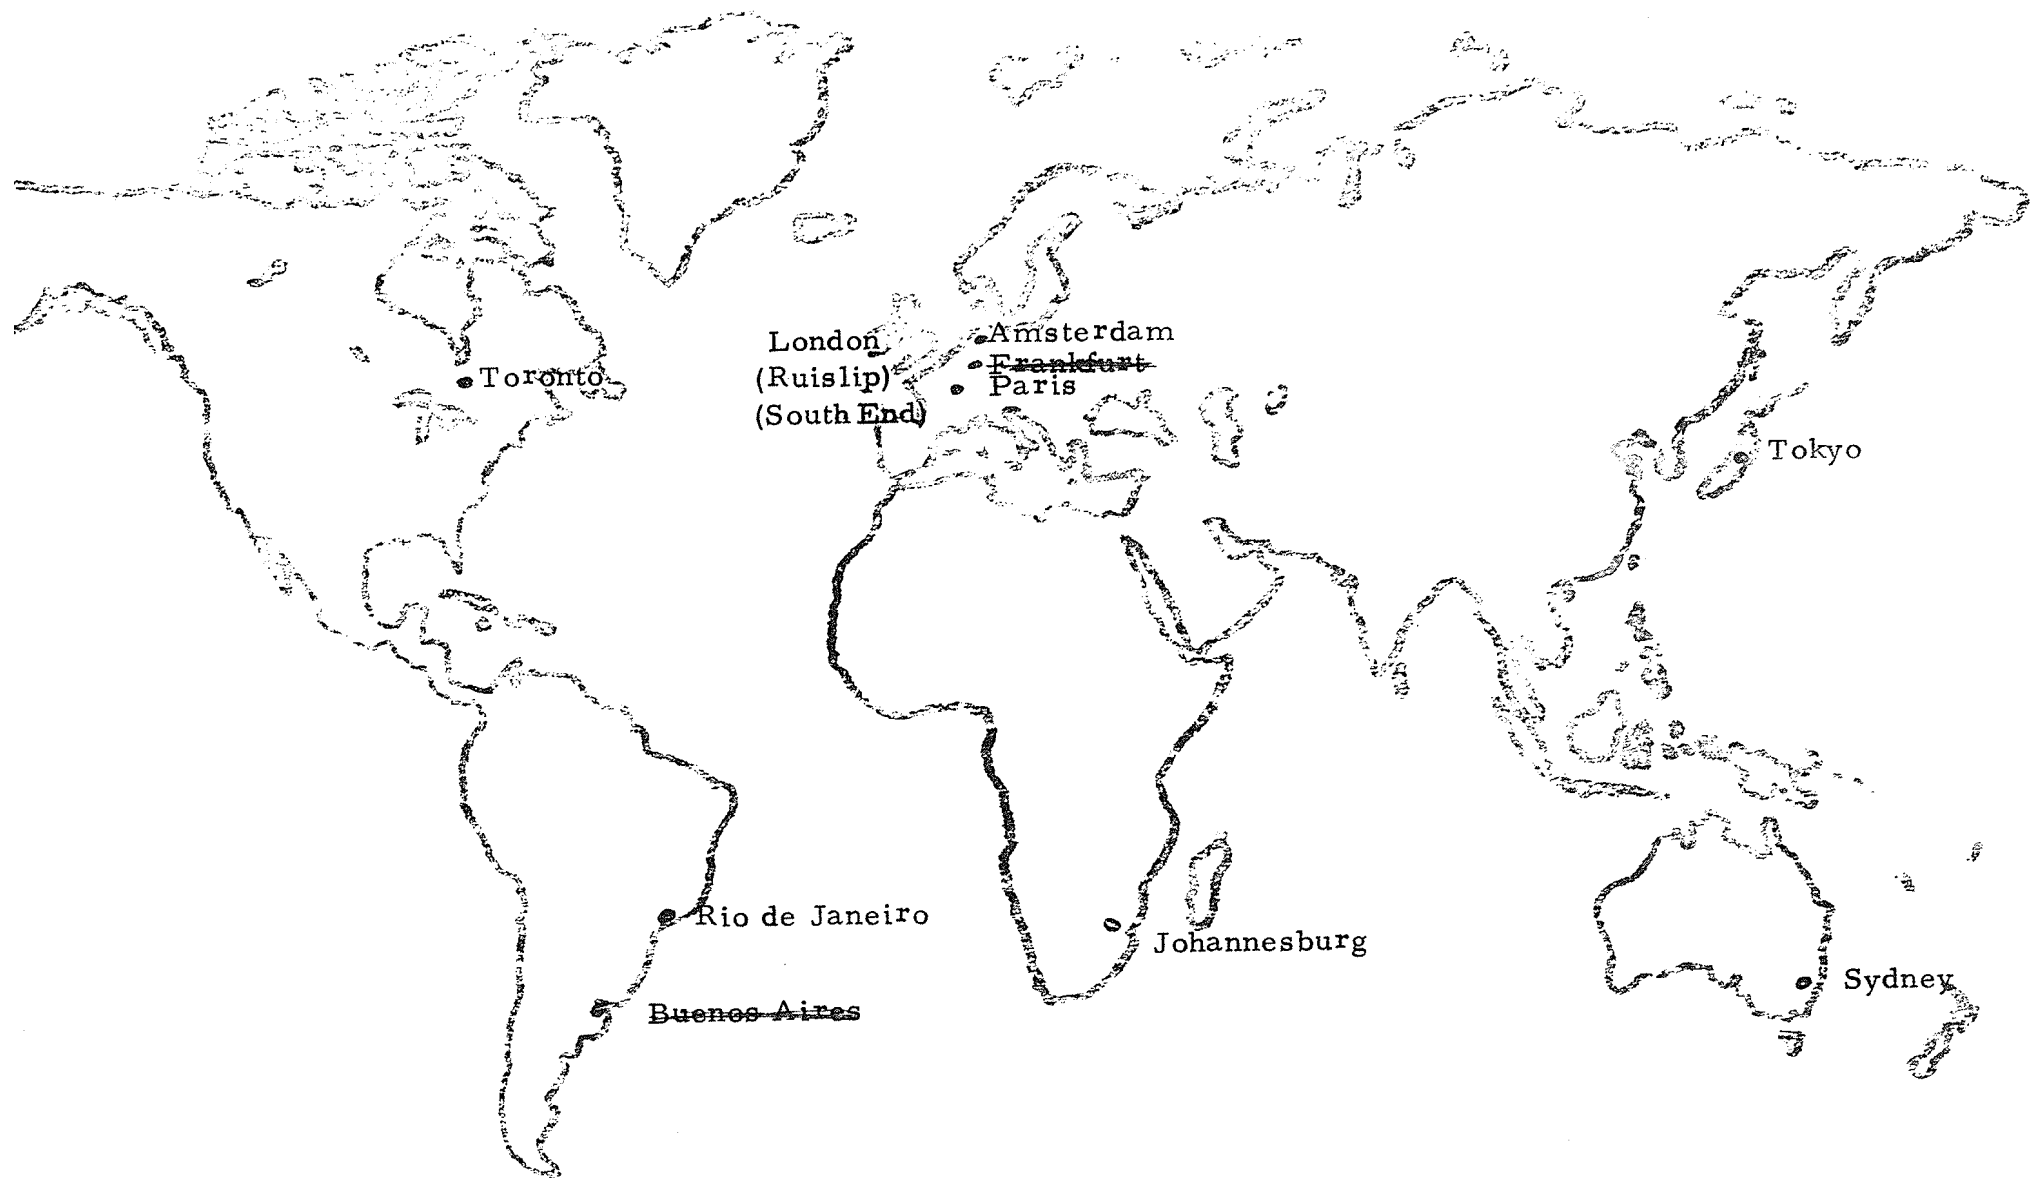 London
(Ruislip)
(South End)
Amsterdam
Frankfurt
Paris
Toronto
Tokyo
Rio de Janeiro
Johannesburg
Buenos Aires
Sydney